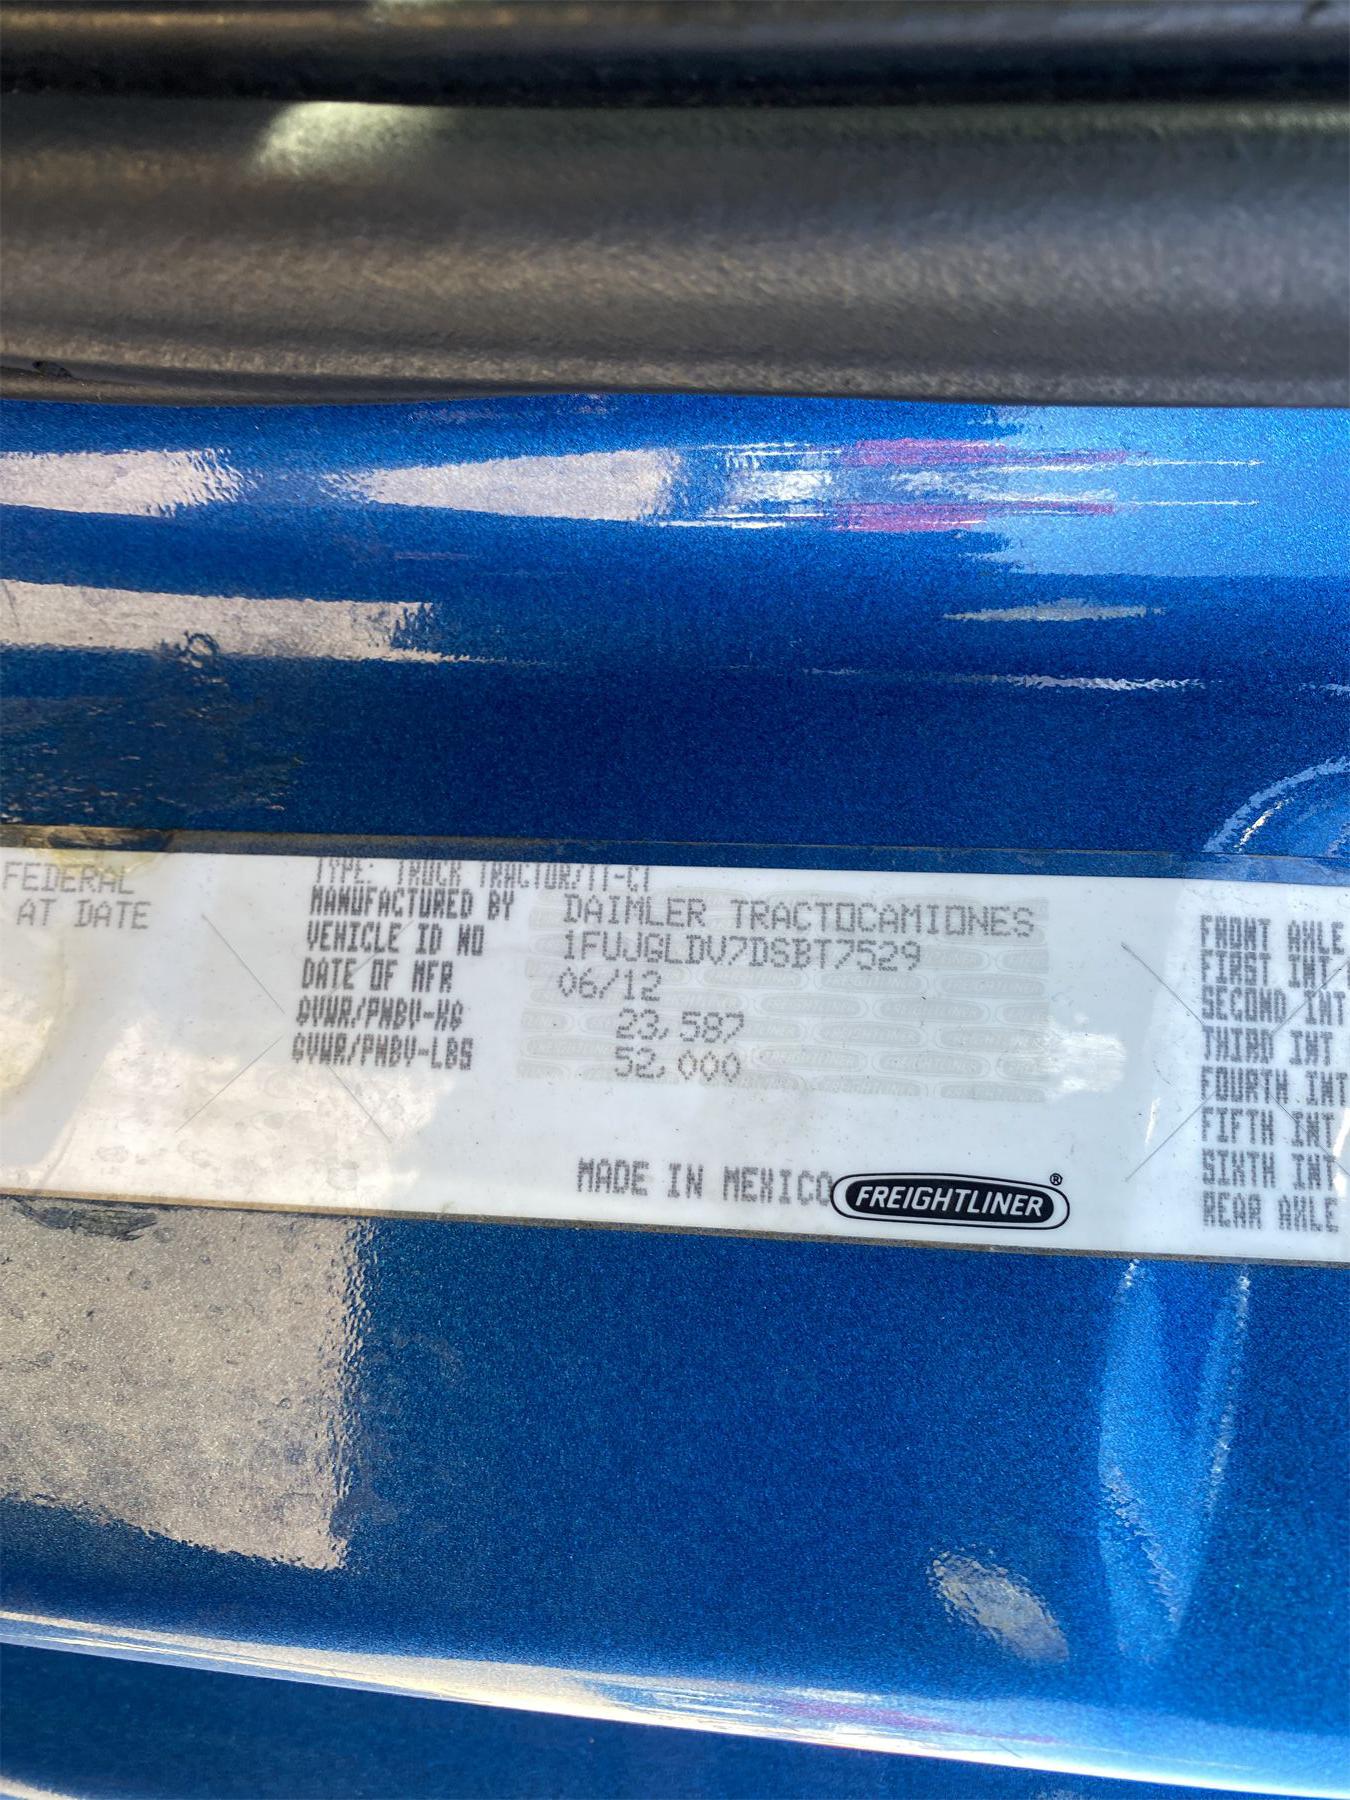 FEDERAL
AT DATE
TYPE: TRUCK TRACTOR/TT-CT
MANUFACTURED BY DAIMLER TRACTOCAMIONES
VEHICLE ID NO 1FUJGLDV7DSBT7529
DATE OF MFR 06/12
GVWR/PNBV-KG 23,587
GVWR/PNBV-LBS 52,000
MADE IN MEXICO FREIGHTLINER®
FRONT AXLE
FIRST INT
SECOND INT
THIRD INT
FOURTH INT
FIFTH INT
SIXTH INT
REAR AXLE